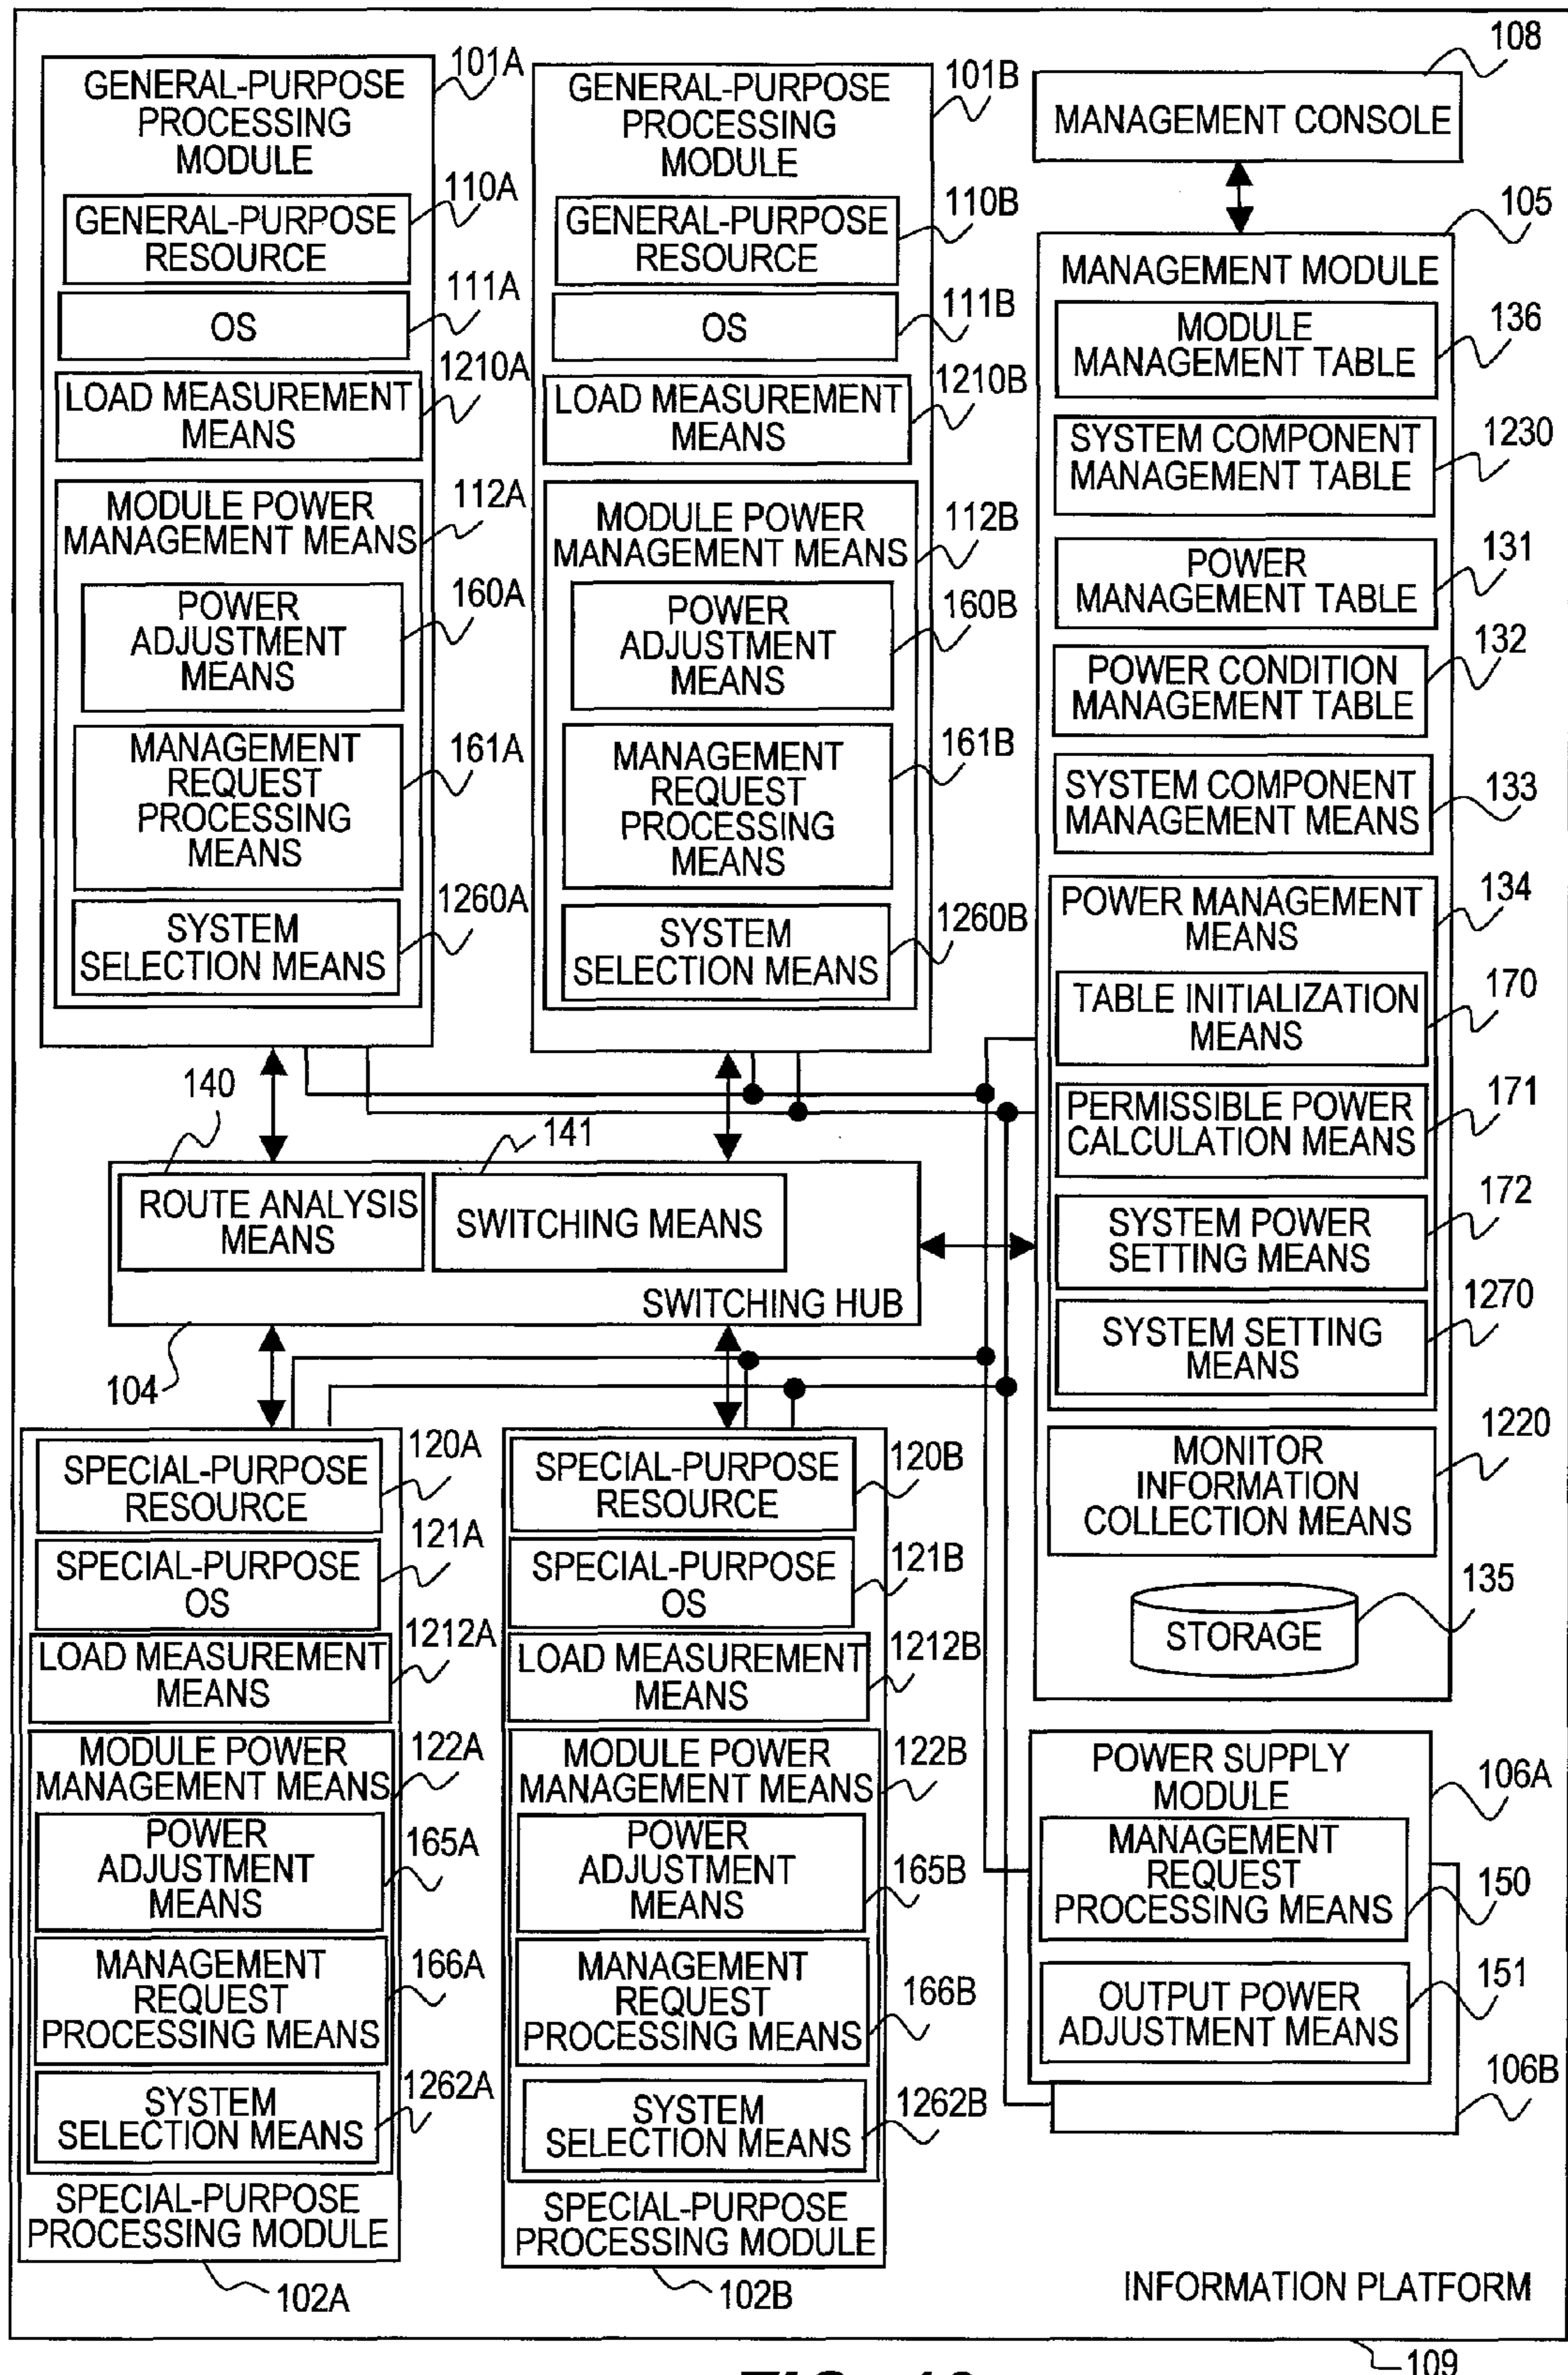 GENERAL-PURPOSE
PROCESSING
MODULE
101A
GENERAL-PURPOSE
RESOURCE
110A
OS
111A
LOAD MEASUREMENT
MEANS
1210A
MODULE POWER
MANAGEMENT MEANS
112A
POWER
ADJUSTMENT
MEANS
160A
MANAGEMENT
REQUEST
PROCESSING
MEANS
161A
SYSTEM
SELECTION MEANS
1260A
GENERAL-PURPOSE
PROCESSING
MODULE
101B
GENERAL-PURPOSE
RESOURCE
110B
OS
111B
LOAD MEASUREMENT
MEANS
1210B
MODULE POWER
MANAGEMENT MEANS
112B
POWER
ADJUSTMENT
MEANS
160B
MANAGEMENT
REQUEST
PROCESSING
MEANS
161B
SYSTEM
SELECTION MEANS
1260B
108
MANAGEMENT CONSOLE
105
MANAGEMENT MODULE
MODULE
MANAGEMENT TABLE
136
SYSTEM COMPONENT
MANAGEMENT TABLE
1230
POWER
MANAGEMENT TABLE
131
POWER CONDITION
MANAGEMENT TABLE
132
SYSTEM COMPONENT
MANAGEMENT MEANS
133
POWER MANAGEMENT
MEANS
134
TABLE INITIALIZATION
MEANS
170
PERMISSIBLE POWER
CALCULATION MEANS
171
SYSTEM POWER
SETTING MEANS
172
SYSTEM SETTING
MEANS
1270
MONITOR
INFORMATION
COLLECTION MEANS
1220
STORAGE
135
140
141
ROUTE ANALYSIS
MEANS
SWITCHING MEANS
SWITCHING HUB
104
SPECIAL-PURPOSE
RESOURCE
120A
SPECIAL-PURPOSE
OS
121A
LOAD MEASUREMENT
MEANS
1212A
MODULE POWER
MANAGEMENT MEANS
122A
POWER
ADJUSTMENT
MEANS
165A
MANAGEMENT
REQUEST
PROCESSING MEANS
166A
SYSTEM
SELECTION MEANS
1262A
SPECIAL-PURPOSE
PROCESSING MODULE
102A
SPECIAL-PURPOSE
RESOURCE
120B
SPECIAL-PURPOSE
OS
121B
LOAD MEASUREMENT
MEANS
1212B
MODULE POWER
MANAGEMENT MEANS
122B
POWER
ADJUSTMENT
MEANS
165B
MANAGEMENT
REQUEST
PROCESSING MEANS
166B
SYSTEM
SELECTION MEANS
1262B
SPECIAL-PURPOSE
PROCESSING MODULE
102B
POWER SUPPLY
MODULE
106A
MANAGEMENT
REQUEST
PROCESSING MEANS
150
OUTPUT POWER
ADJUSTMENT MEANS
151
106B
INFORMATION PLATFORM
109